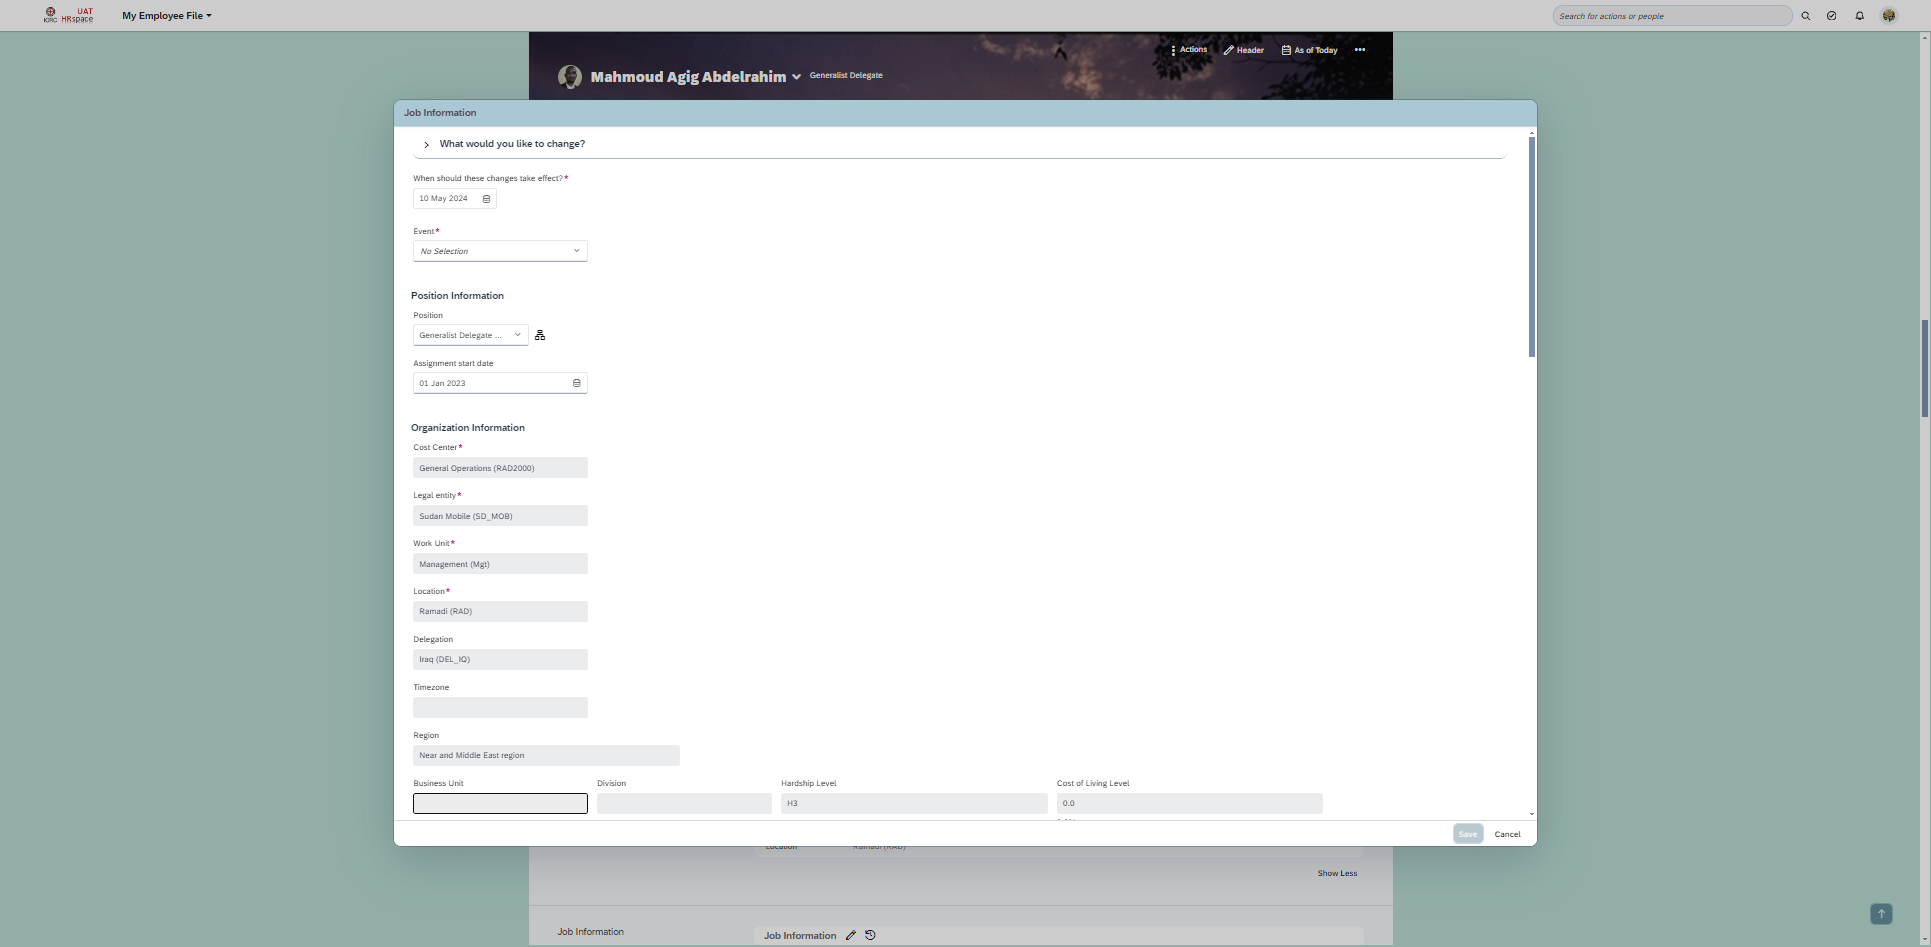 ICRC
UAT
HRspace
My Employee File
Search for actions or people
Actions
Header
As of Today
Mahmoud Agig Abdelrahim
Generalist Delegate
Job Information
What would you like to change?
When should these changes take effect?*
10 May 2024
Event*
No Selection
Position Information
Position
Generalist Delegate ...
Assignment start date
01 Jan 2023
Organization Information
Cost Center*
General Operations (RAD2000)
Legal entity*
Sudan Mobile (SD_MOB)
Work Unit*
Management (Mgt)
Location*
Ramadi (RAD)
Delegation
Iraq (DEL_IQ)
Timezone
Region
Near and Middle East region
Business Unit Division Hardship Level Cost of Living Level
H3 0.0
Save Cancel
Location Ramadi (RAD)
Show Less
Job Information Job Information